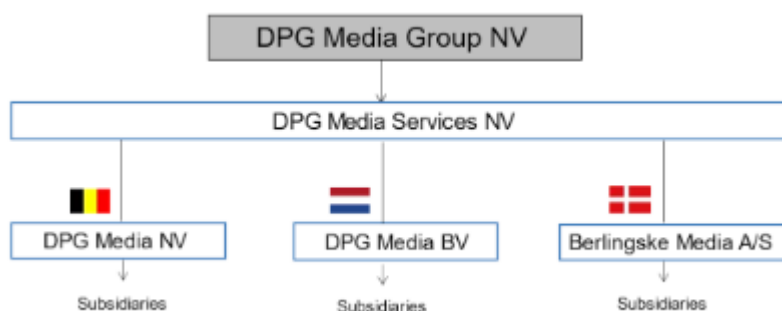 DPG Media Group NV
DPG Media Services NV
DPG Media NV
DPG Media BV
Berlingske Media A/S
Subsidiaries
Subsidiaries
Subsidiaries